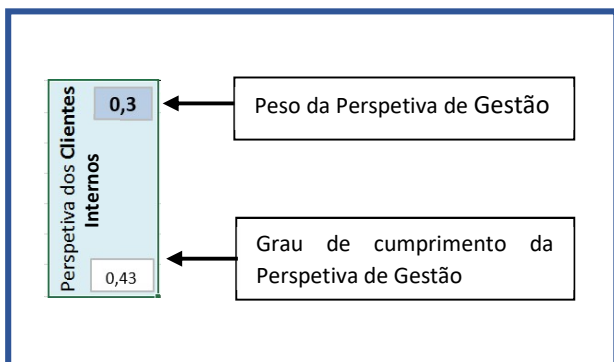 Perspetiva dos Clientes
Internos
0,3
0,43
Peso da Perspetiva de Gestão
Grau de cumprimento da
Perspetiva de Gestão